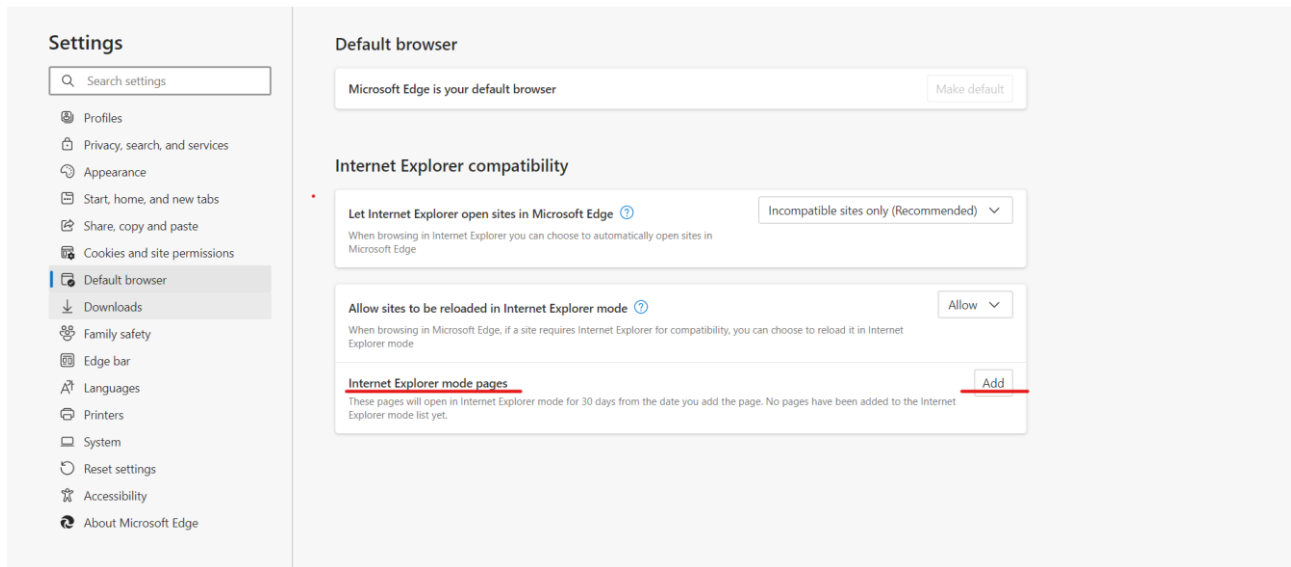 Settings
Search settings
Profiles
Privacy, search, and services
Appearance
Start, home, and new tabs
Share, copy and paste
Cookies and site permissions
Default browser
Downloads
Family safety
Edge bar
Languages
Printers
System
Reset settings
Accessibility
About Microsoft Edge
Default browser
Microsoft Edge is your default browser
Make default
Internet Explorer compatibility
Let Internet Explorer open sites in Microsoft Edge
Incompatible sites only (Recommended)
When browsing in Internet Explorer you can choose to automatically open sites in
Microsoft Edge
Allow sites to be reloaded in Internet Explorer mode
Allow
When browsing in Microsoft Edge, if a site requires Internet Explorer for compatibility, you can choose to reload it in Internet
Explorer mode
Internet Explorer mode pages
Add
These pages will open in Internet Explorer mode for 30 days from the date you add the page. No pages have been added to the Internet
Explorer mode list yet.